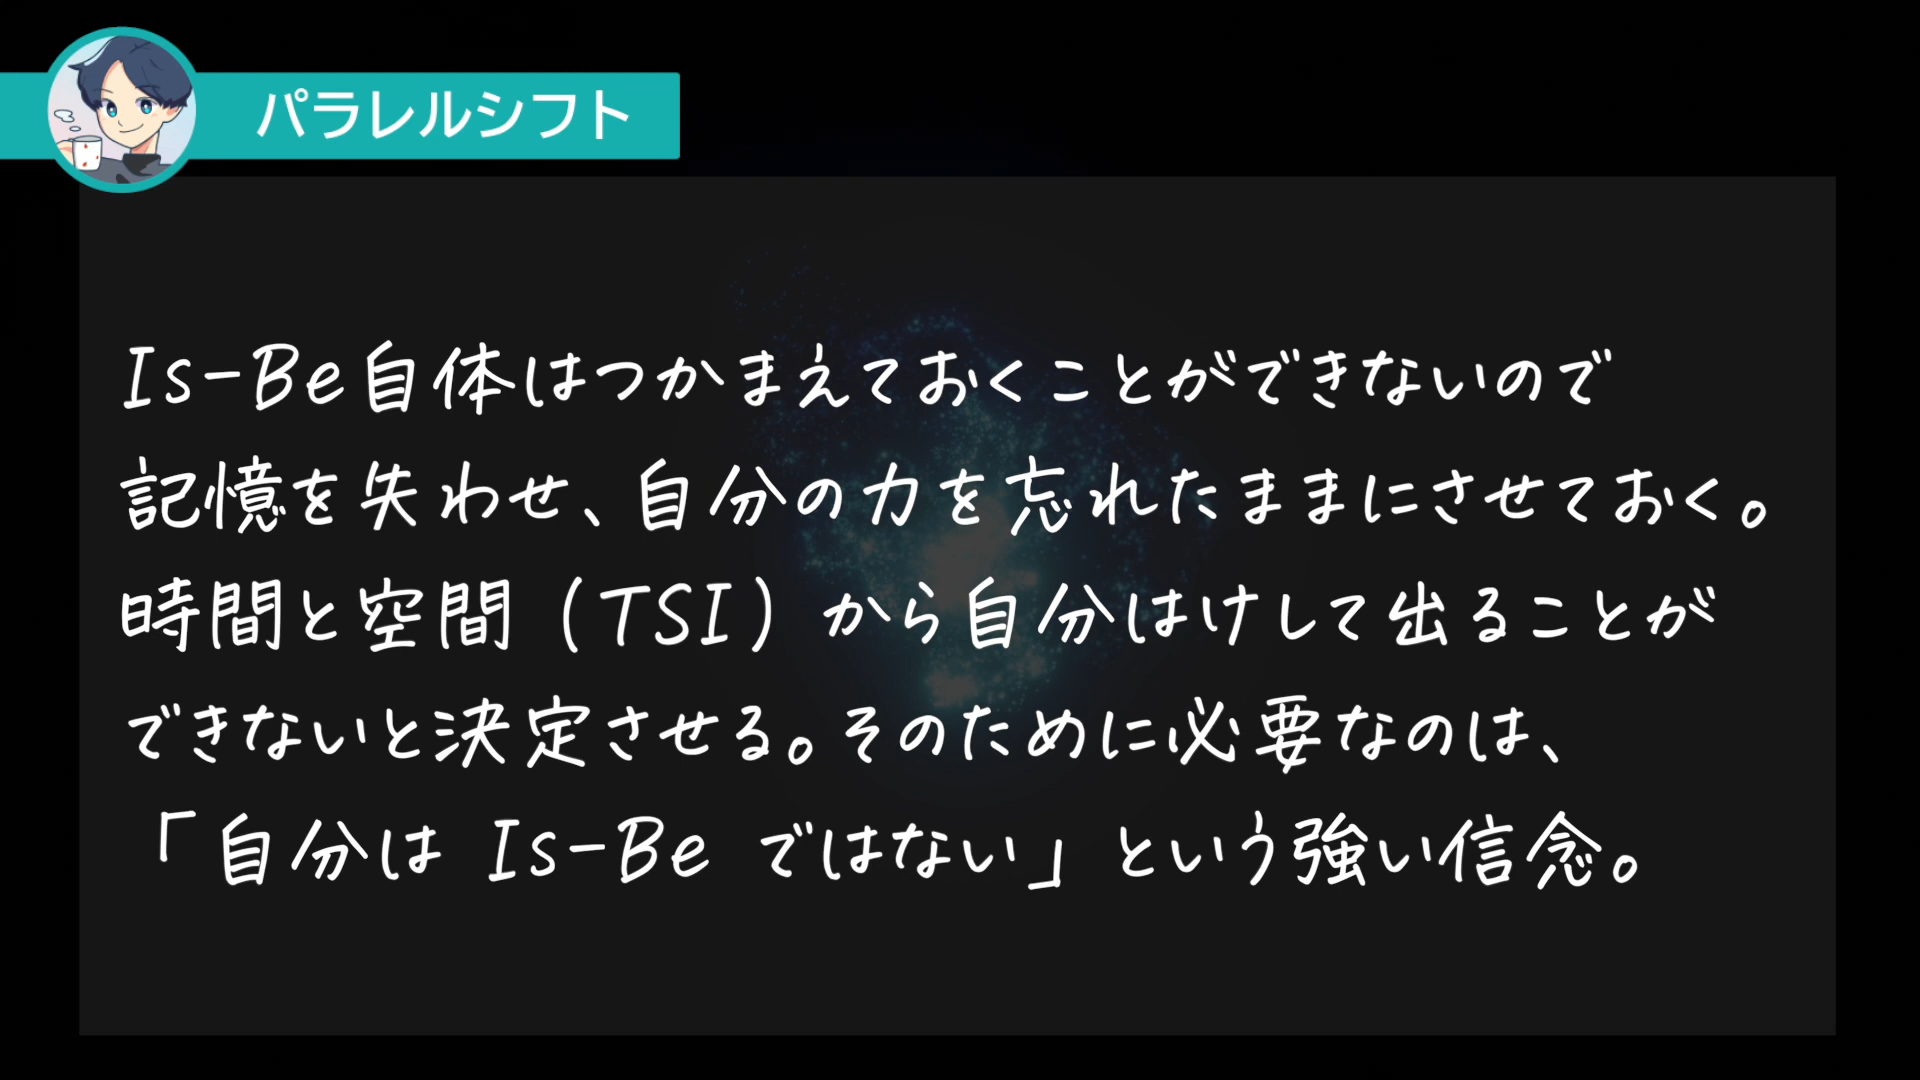 パラレルシフト
Is-Be自体はつかまえておくことができないので
記憶を失わせ、自分の力を忘れたままにさせておく。
時間と空間（TSI）から自分はけして出ることが
できないと決定させる。そのために必要なのは、
「自分は Is-Be ではない」という強い信念。